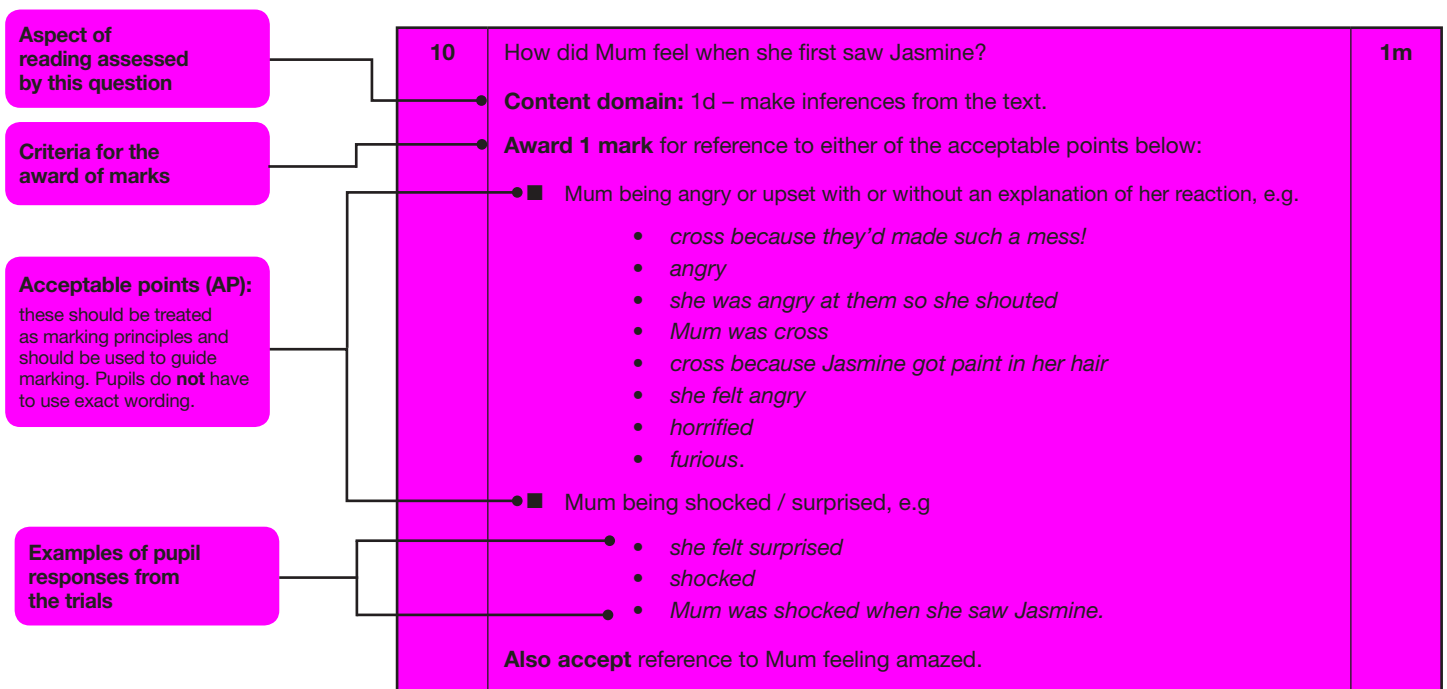 Aspect of
reading assessed
by this question
Criteria for the
award of marks
Acceptable points (AP):
these should be treated
as marking principles and
should be used to guide
marking. Pupils do not have
to use exact wording.
Examples of pupil
responses from
the trials
10 How did Mum feel when she first saw Jasmine? 1m
Content domain: 1d – make inferences from the text.
Award 1 mark for reference to either of the acceptable points below:
■ Mum being angry or upset with or without an explanation of her reaction, e.g.
• cross because they'd made such a mess!
• angry
• she was angry at them so she shouted
• Mum was cross
• cross because Jasmine got paint in her hair
• she felt angry
• horrified
• furious.
■ Mum being shocked / surprised, e.g
• she felt surprised
• shocked
• Mum was shocked when she saw Jasmine.
Also accept reference to Mum feeling amazed.